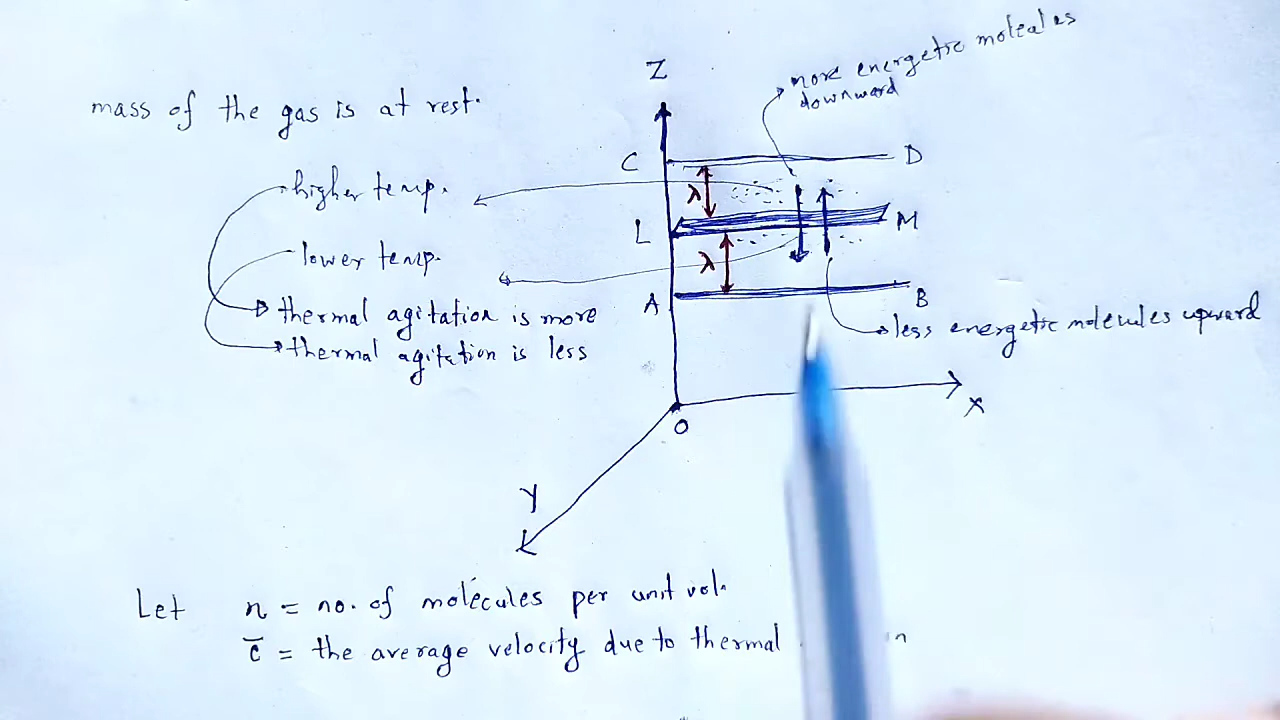 more energetic molecules
downward
Z
mass of the gas is at rest.
C
D
higher temp.
λ
L
M
lower temp.
λ
A
B
thermal agitation is more
less energetic molecules upward
thermal agitation is less
X
O
Y
Let n = no. of molecules per unit vol.
c̄ = the average velocity due to thermal